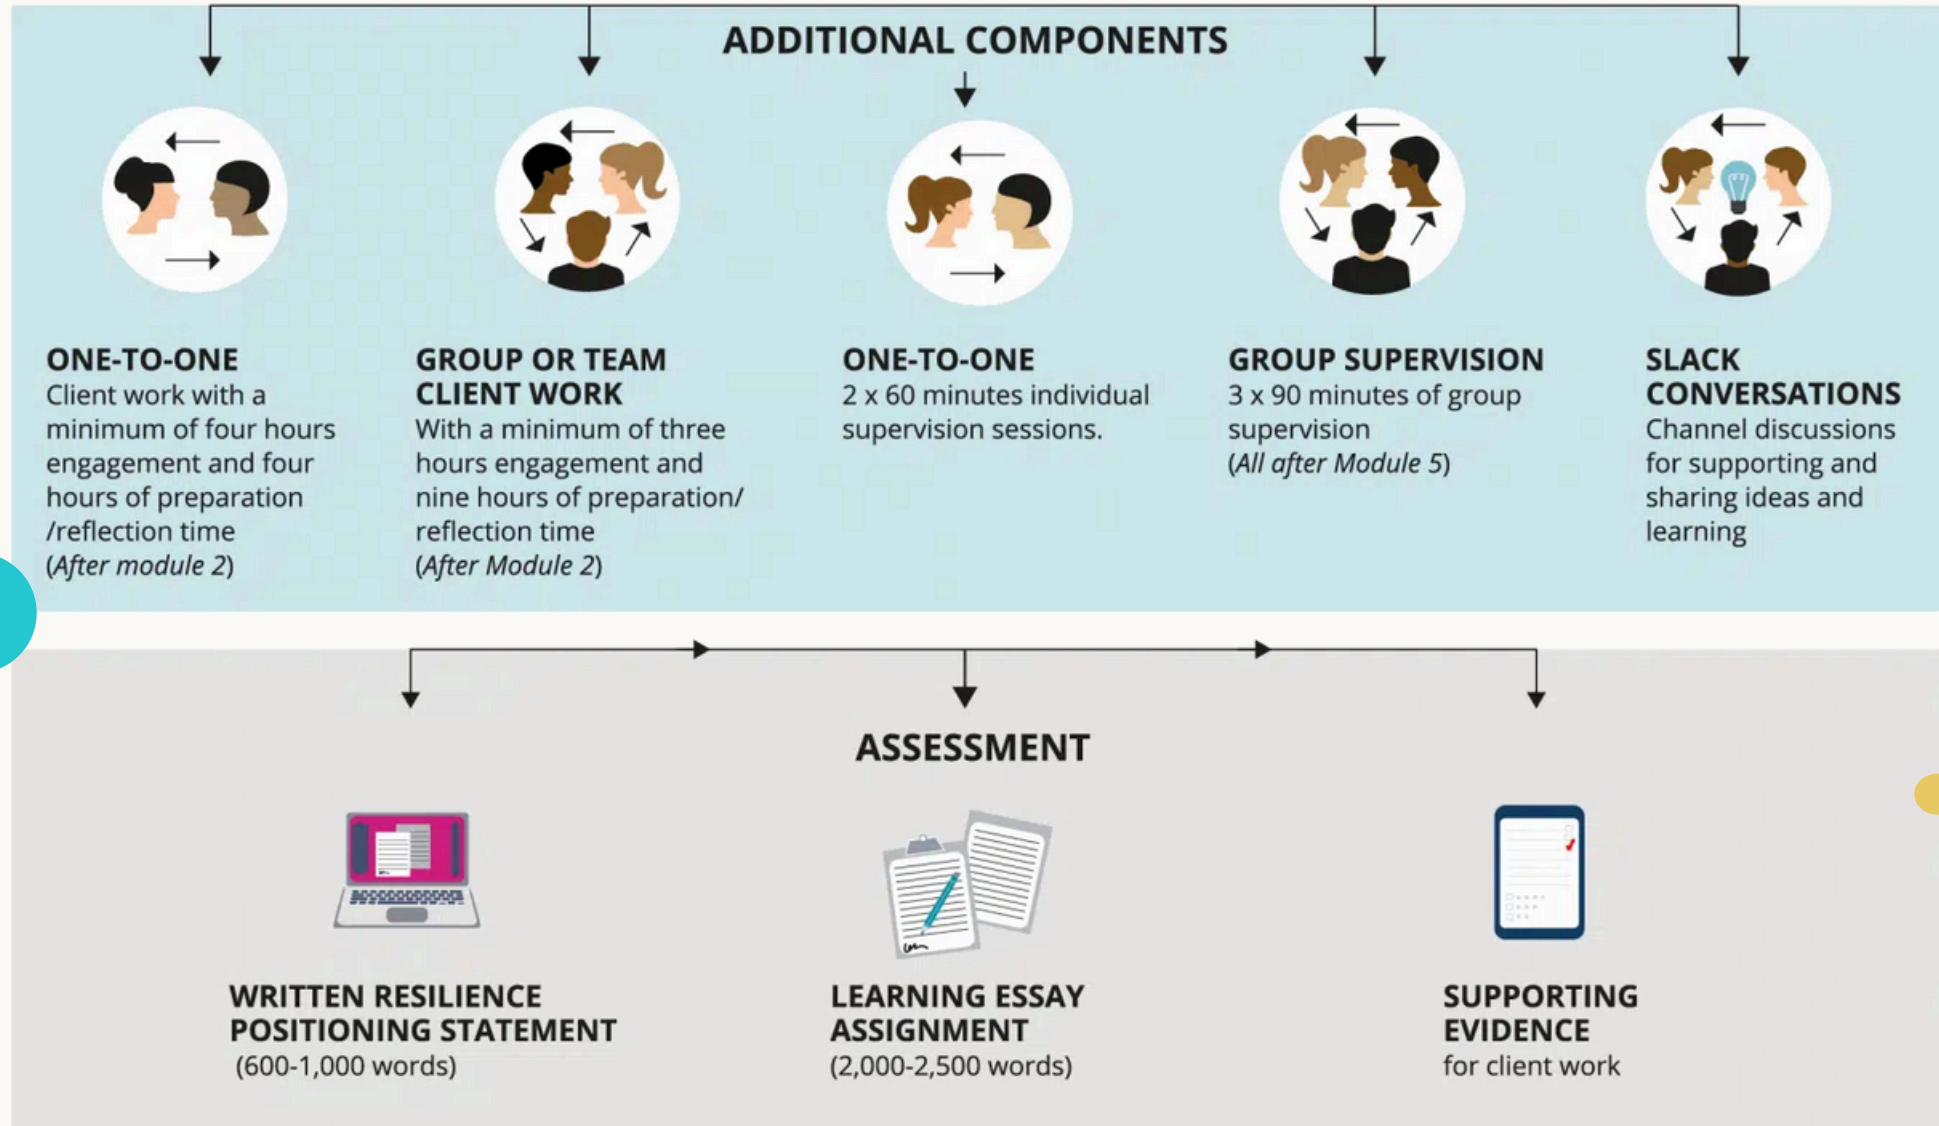 ADDITIONAL COMPONENTS
ONE-TO-ONE
Client work with a
minimum of four hours
engagement and four
hours of preparation
/reflection time
(After module 2)
GROUP OR TEAM
CLIENT WORK
With a minimum of three
hours engagement and
nine hours of preparation/
reflection time
(After Module 2)
ONE-TO-ONE
2 x 60 minutes individual
supervision sessions.
GROUP SUPERVISION
3 x 90 minutes of group
supervision
(All after Module 5)
SLACK
CONVERSATIONS
Channel discussions
for supporting and
sharing ideas and
learning
ASSESSMENT
WRITTEN RESILIENCE
POSITIONING STATEMENT
(600-1,000 words)
LEARNING ESSAY
ASSIGNMENT
(2,000-2,500 words)
SUPPORTING
EVIDENCE
for client work